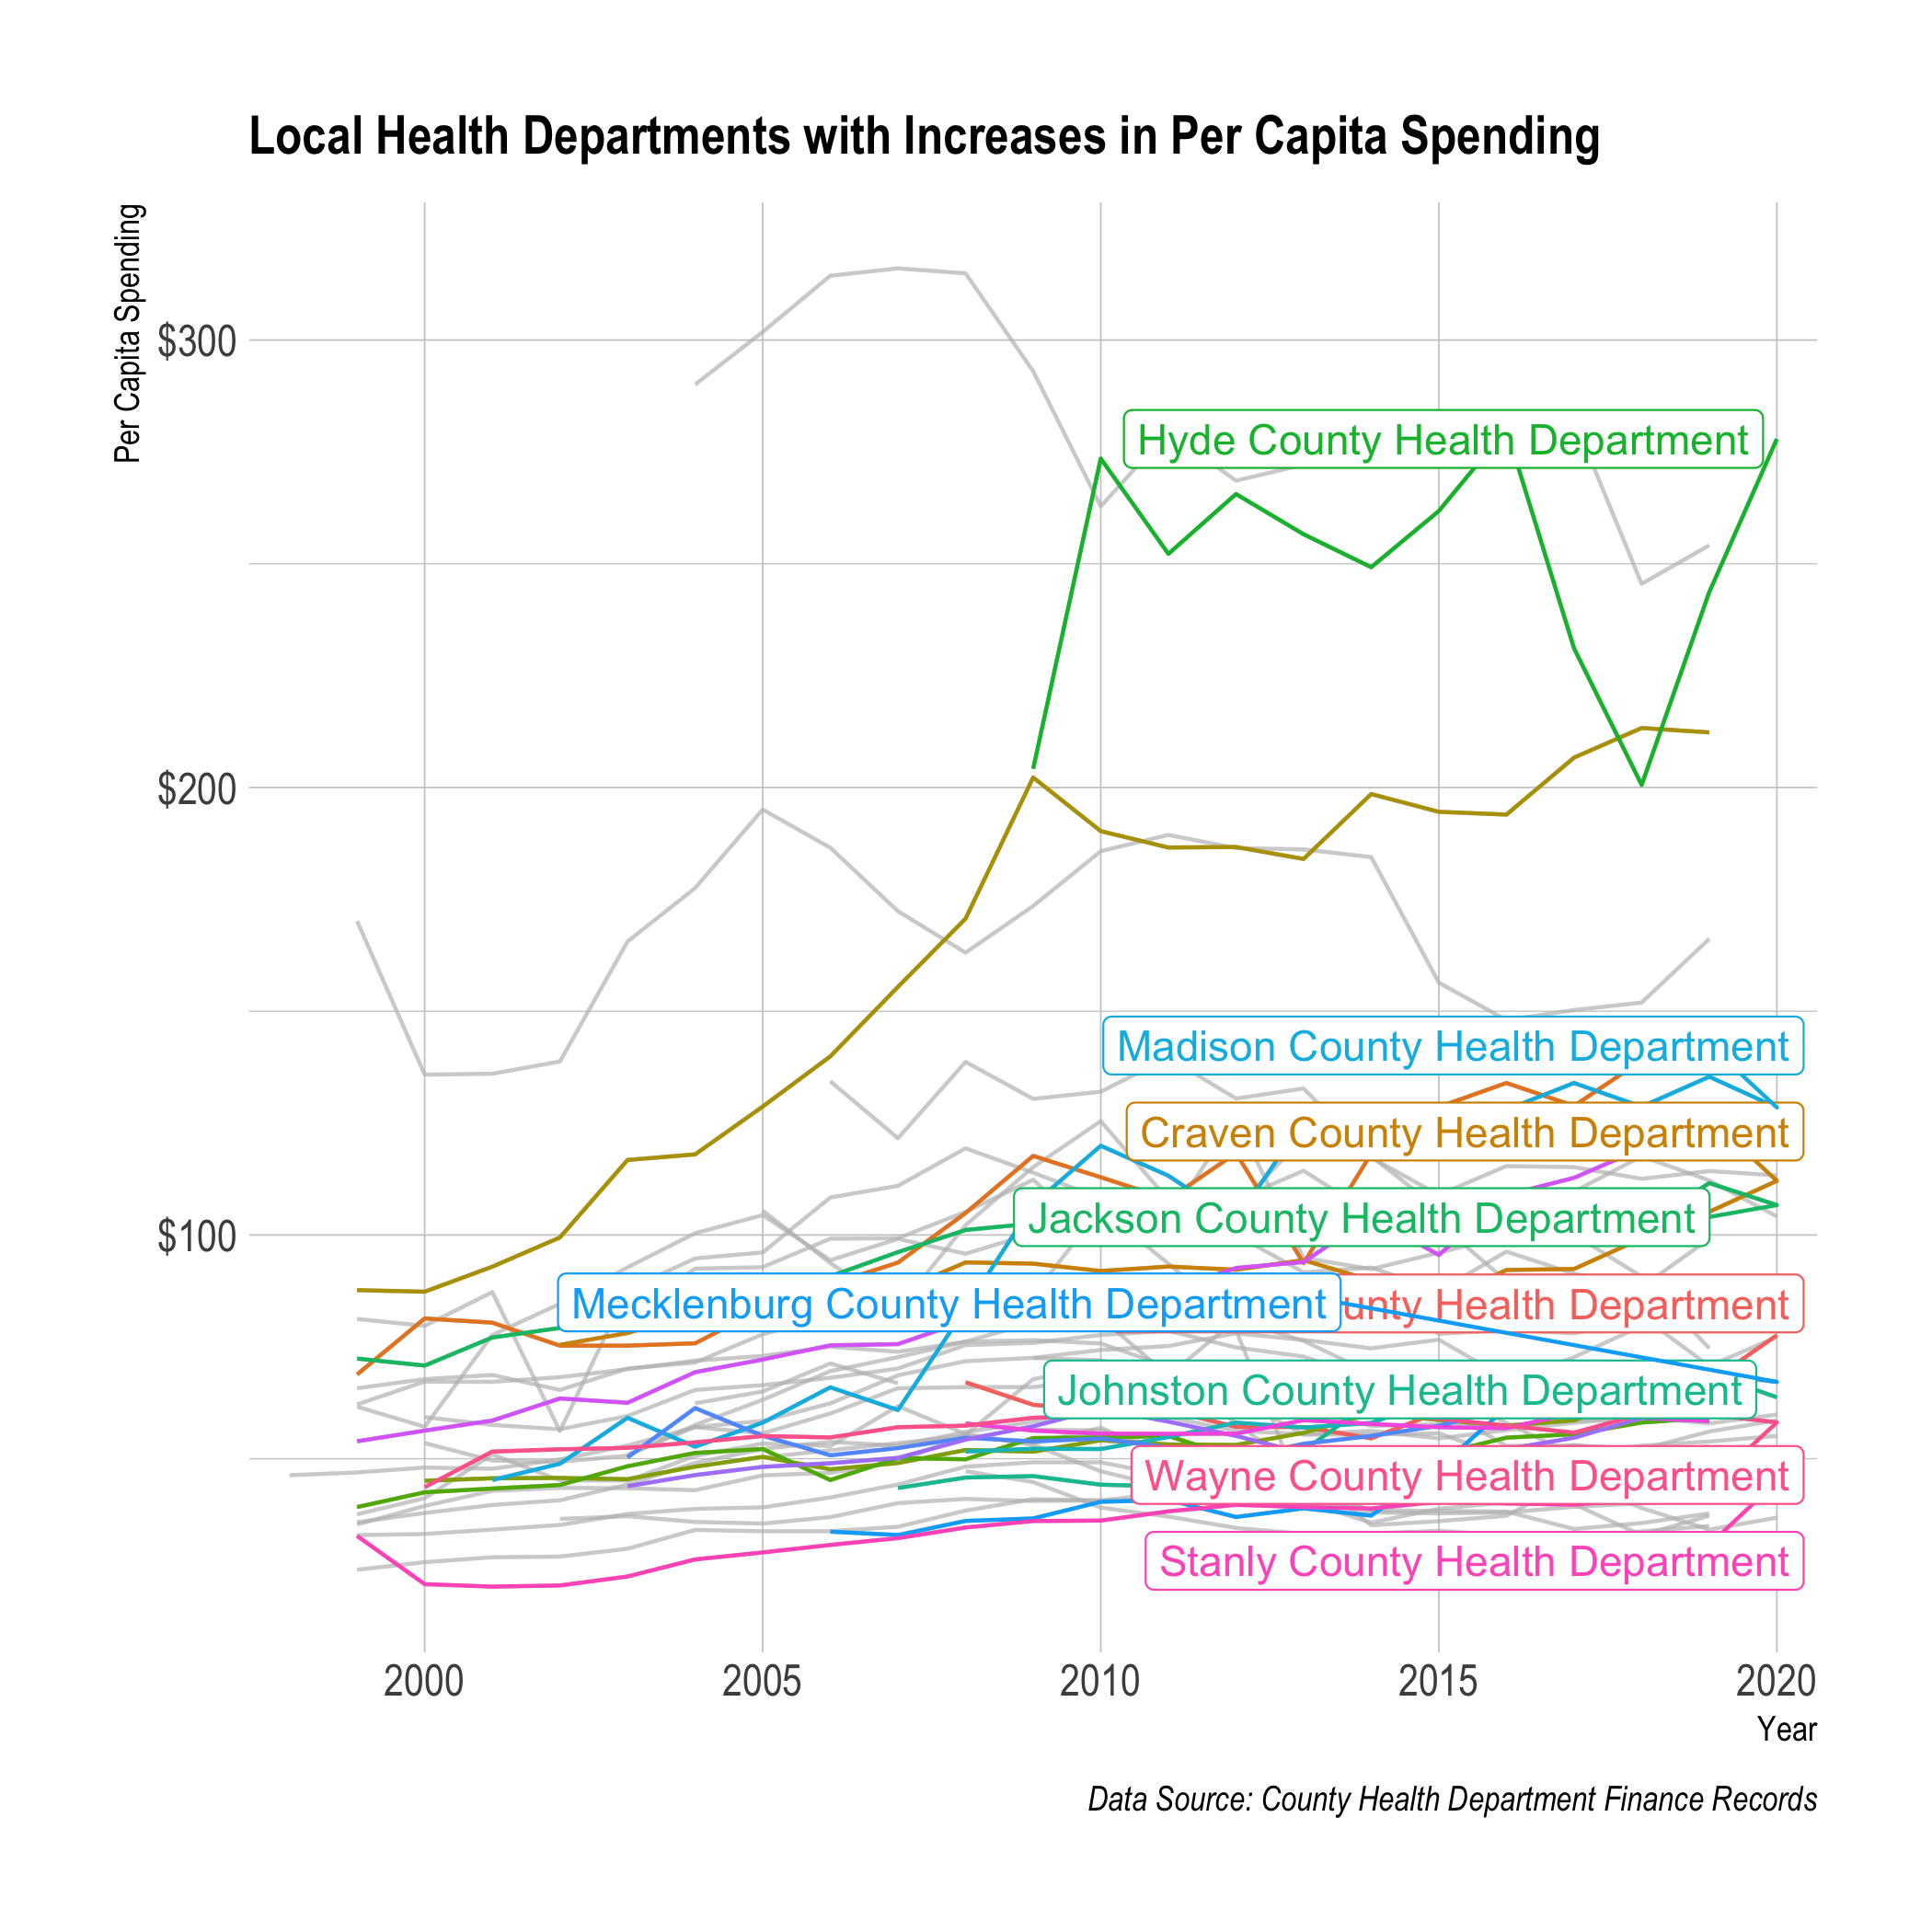 Local Health Departments with Increases in Per Capita Spending
Per Capita Spending
$300
Hyde County Health Department
$200
Madison County Health Department
Craven County Health Department
Jackson County Health Department
$100
Mecklenburg County Health Department
Health Department
Johnston County Health Department
Wayne County Health Department
Stanly County Health Department
2000 2005 2010 2015 2020
Year
Data Source: County Health Department Finance Records